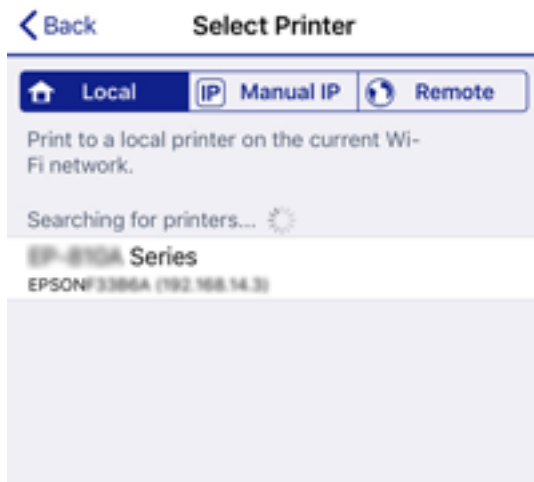 Back
Select Printer
Local
IP Manual IP
Remote
Print to a local printer on the current Wi-
Fi network.
Searching for printers...
Series
EPSON